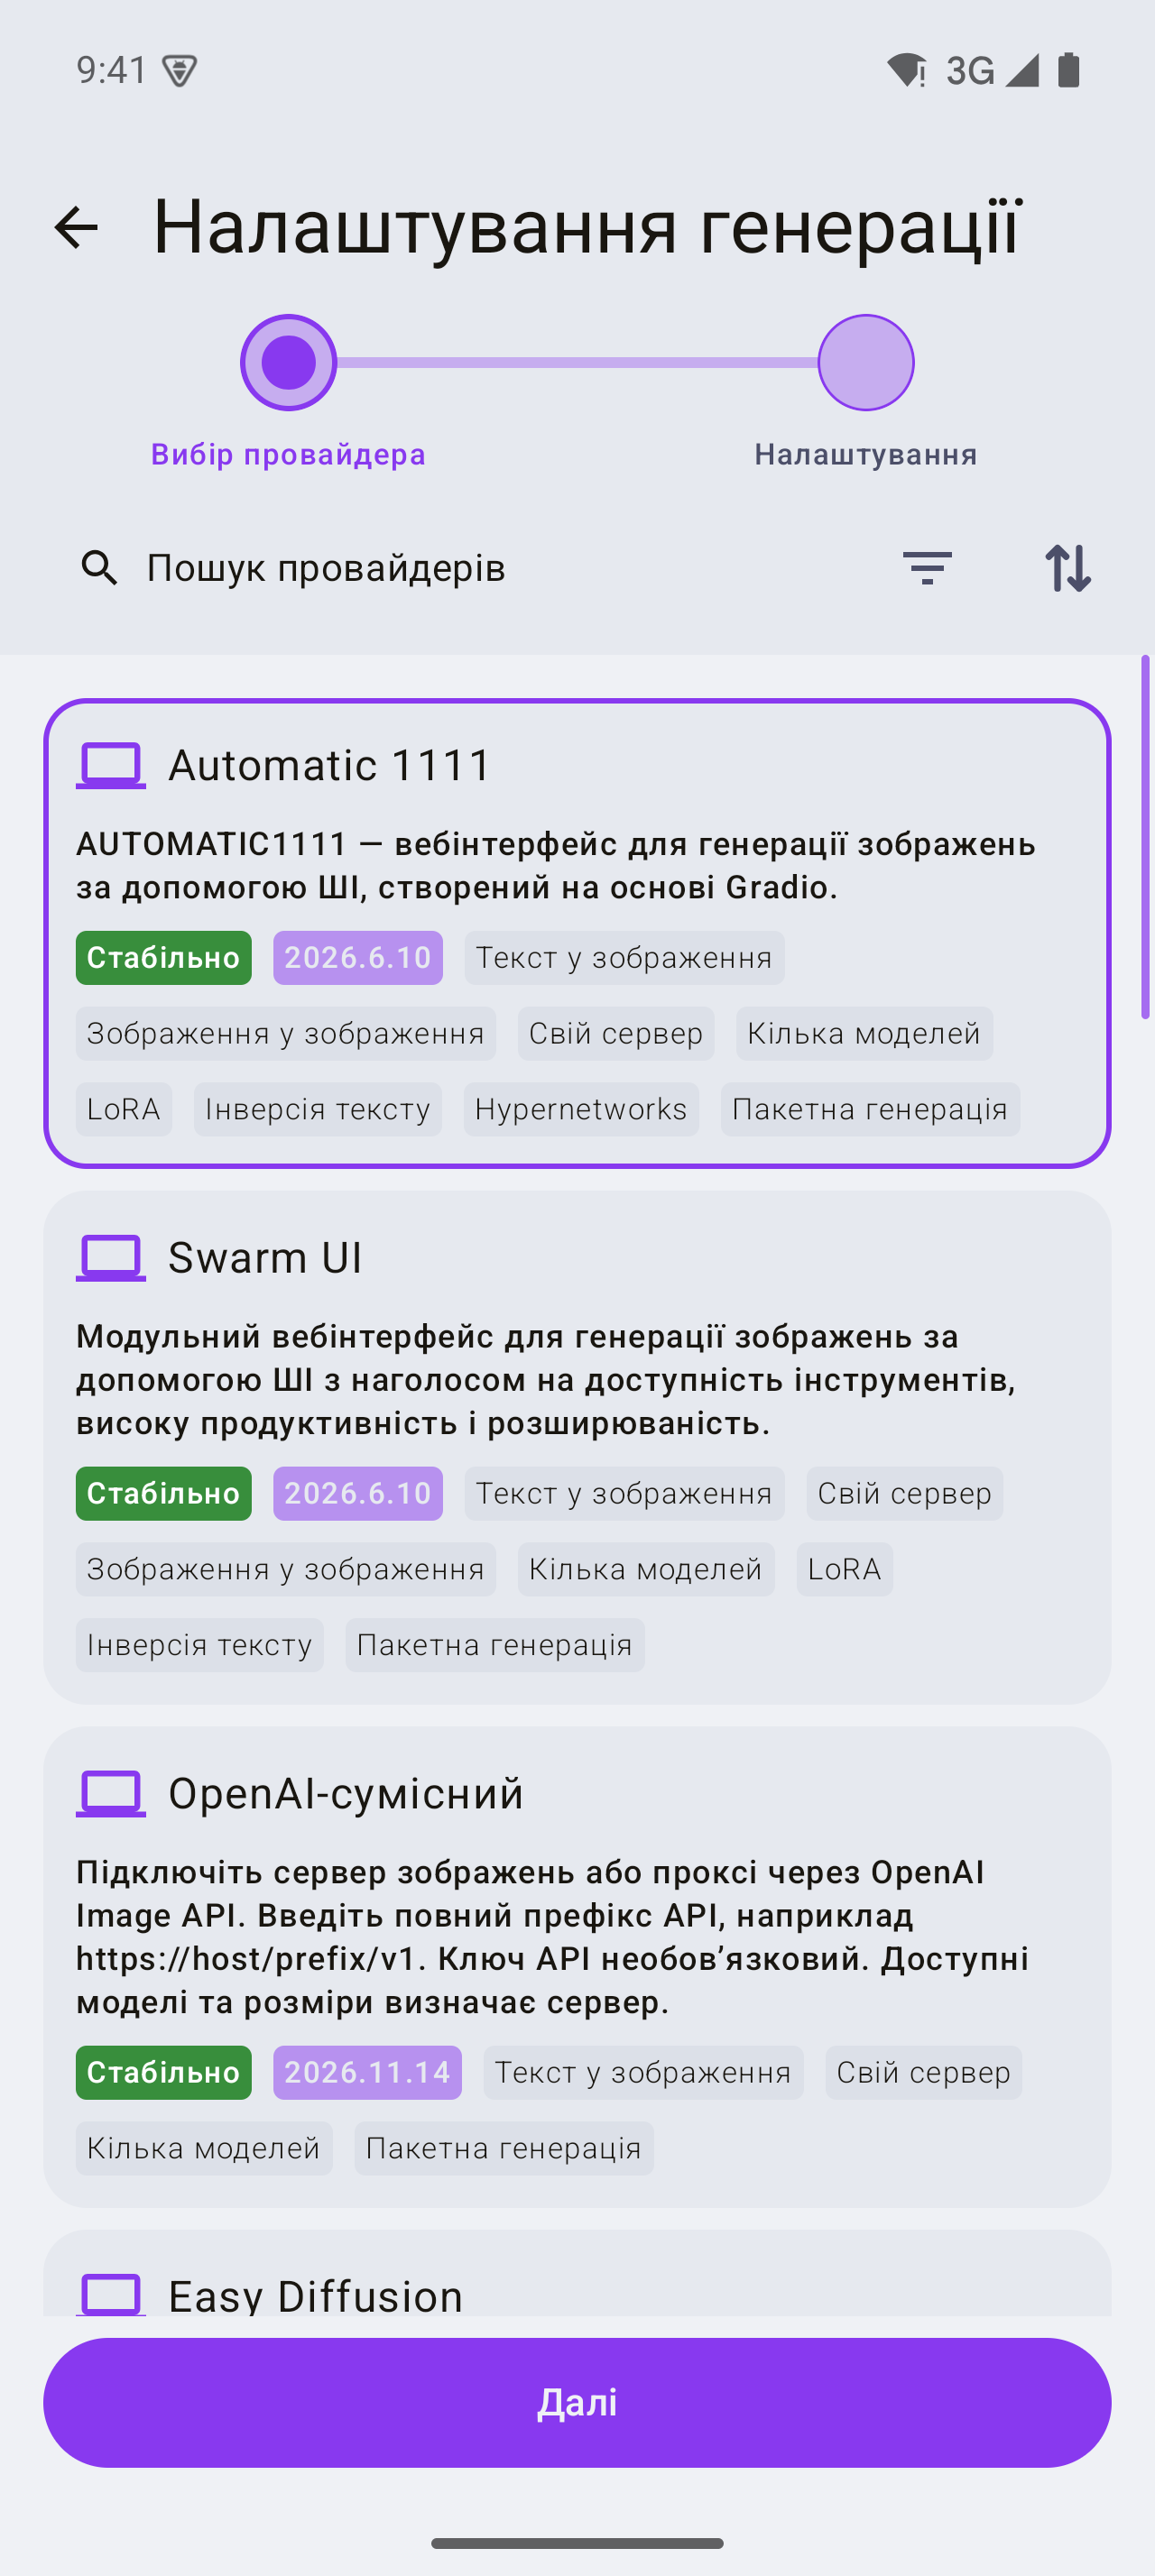 9:41
3G
Налаштування генерації
Вибір провайдера
Налаштування
Пошук провайдерів
Automatic 1111
AUTOMATIC1111 — вебінтерфейс для генерації зображень
за допомогою ШІ, створений на основі Gradio.
Стабільно 2026.6.10 Текст у зображення
Зображення у зображення Свій сервер Кілька моделей
LoRA Інверсія тексту Hypernetworks Пакетна генерація
Swarm UI
Модульний вебінтерфейс для генерації зображень за
допомогою ШІ з наголосом на доступність інструментів,
високу продуктивність і розширюваність.
Стабільно 2026.6.10 Текст у зображення Свій сервер
Зображення у зображення Кілька моделей LoRA
Інверсія тексту Пакетна генерація
OpenAI-сумісний
Підключіть сервер зображень або проксі через OpenAI
Image API. Введіть повний префікс API, наприклад
https://host/prefix/v1. Ключ API необов’язковий. Доступні
моделі та розміри визначає сервер.
Стабільно 2026.11.14 Текст у зображення Свій сервер
Кілька моделей Пакетна генерація
Easy Diffusion
Далі